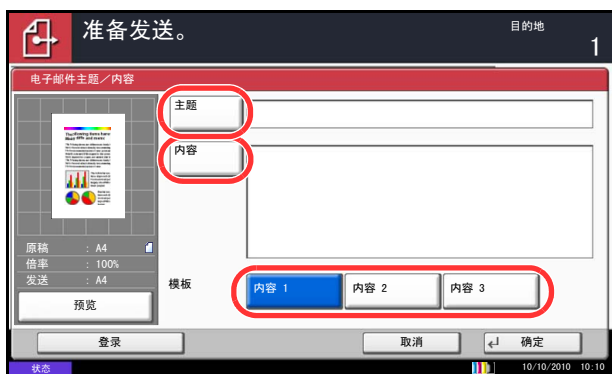 准备发送。
目的地
1
电子邮件主题／内容
主题
内容
原稿 : A4
倍率 : 100%
发送 : A4
预览
模板
内容 1
内容 2
内容 3
登录
取消
确定
状态
10/10/2010 10:10